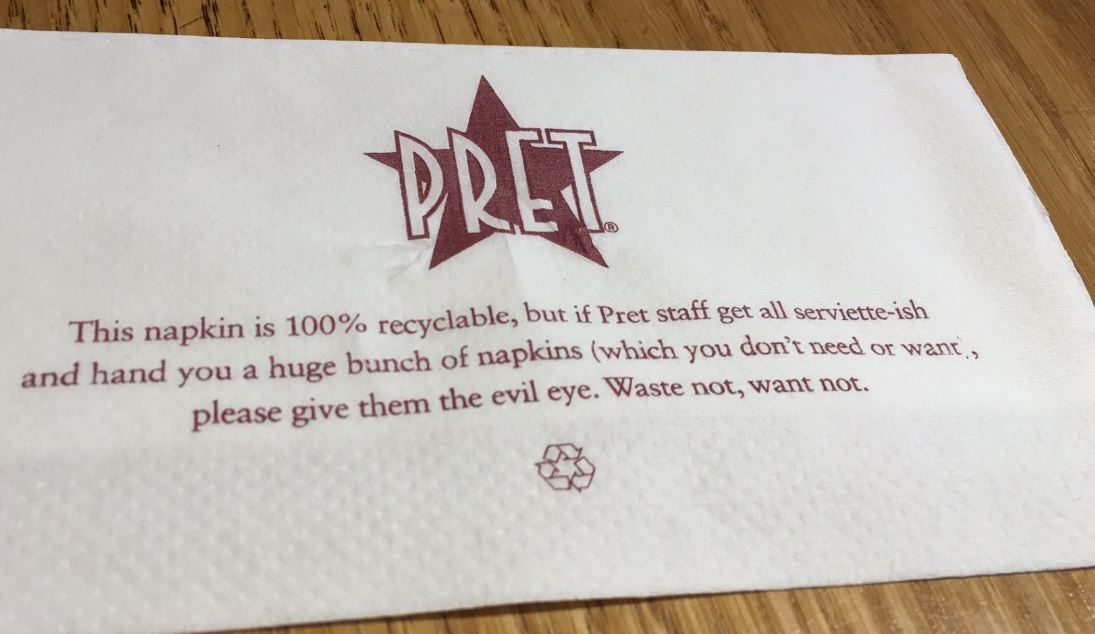 PRET®
This napkin is 100% recyclable, but if Pret staff get all serviette-ish
and hand you a huge bunch of napkins (which you don't need or want,
please give them the evil eye. Waste not, want not.